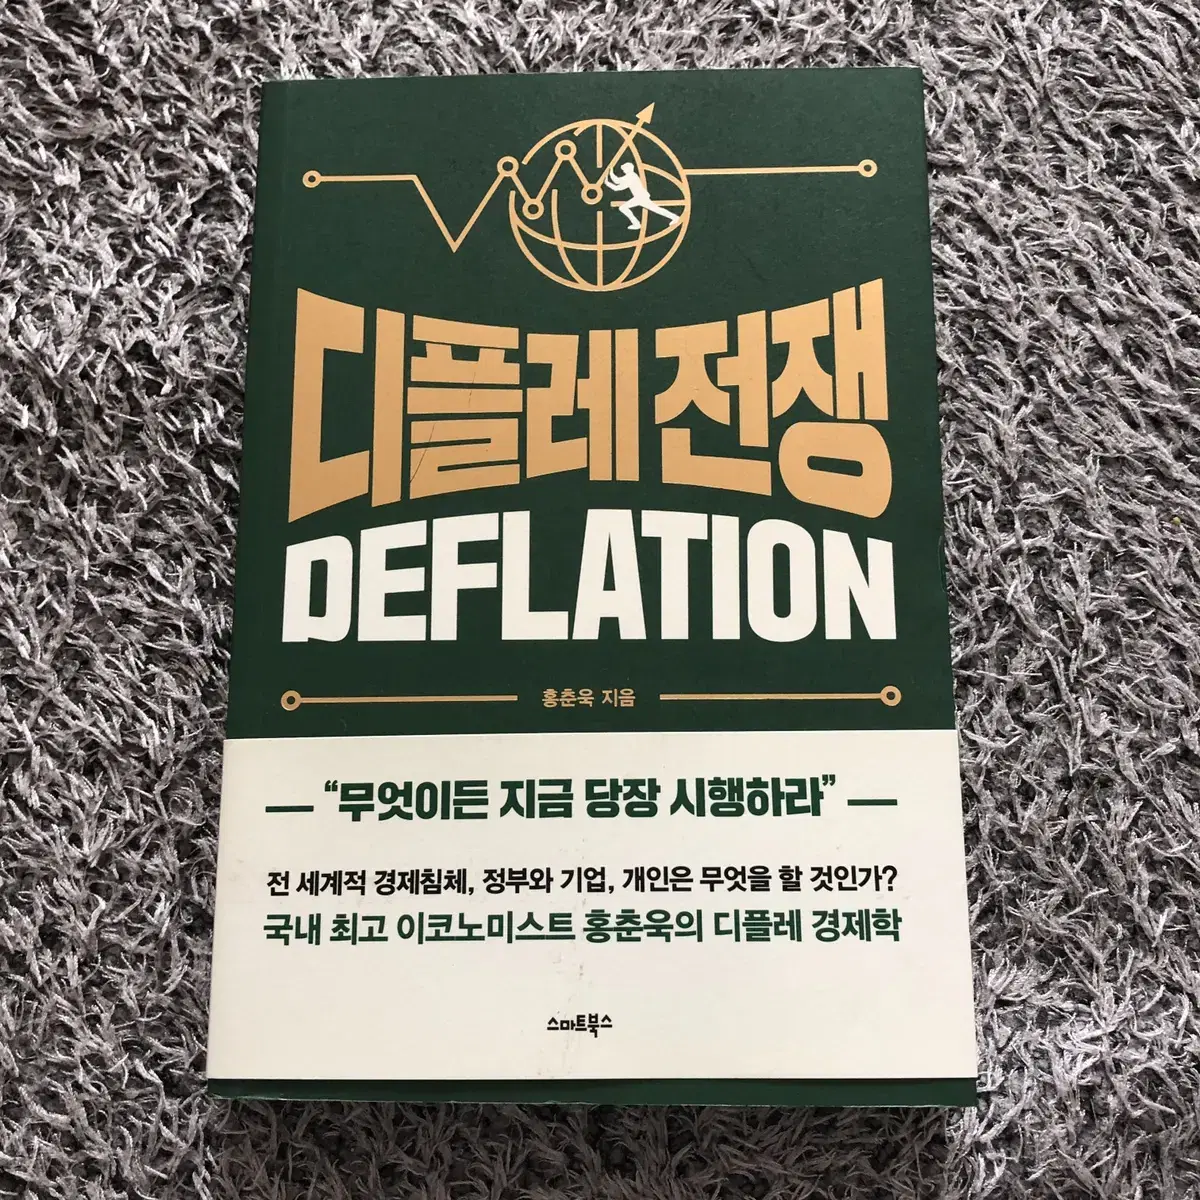 디플레 전쟁
DEFLATION
홍춘욱 지음
“무엇이든 지금 당장 시행하라”
전 세계적 경제침체, 정부와 기업, 개인은 무엇을 할 것인가?
국내 최고 이코노미스트 홍춘욱의 디플레 경제학
스마트북스